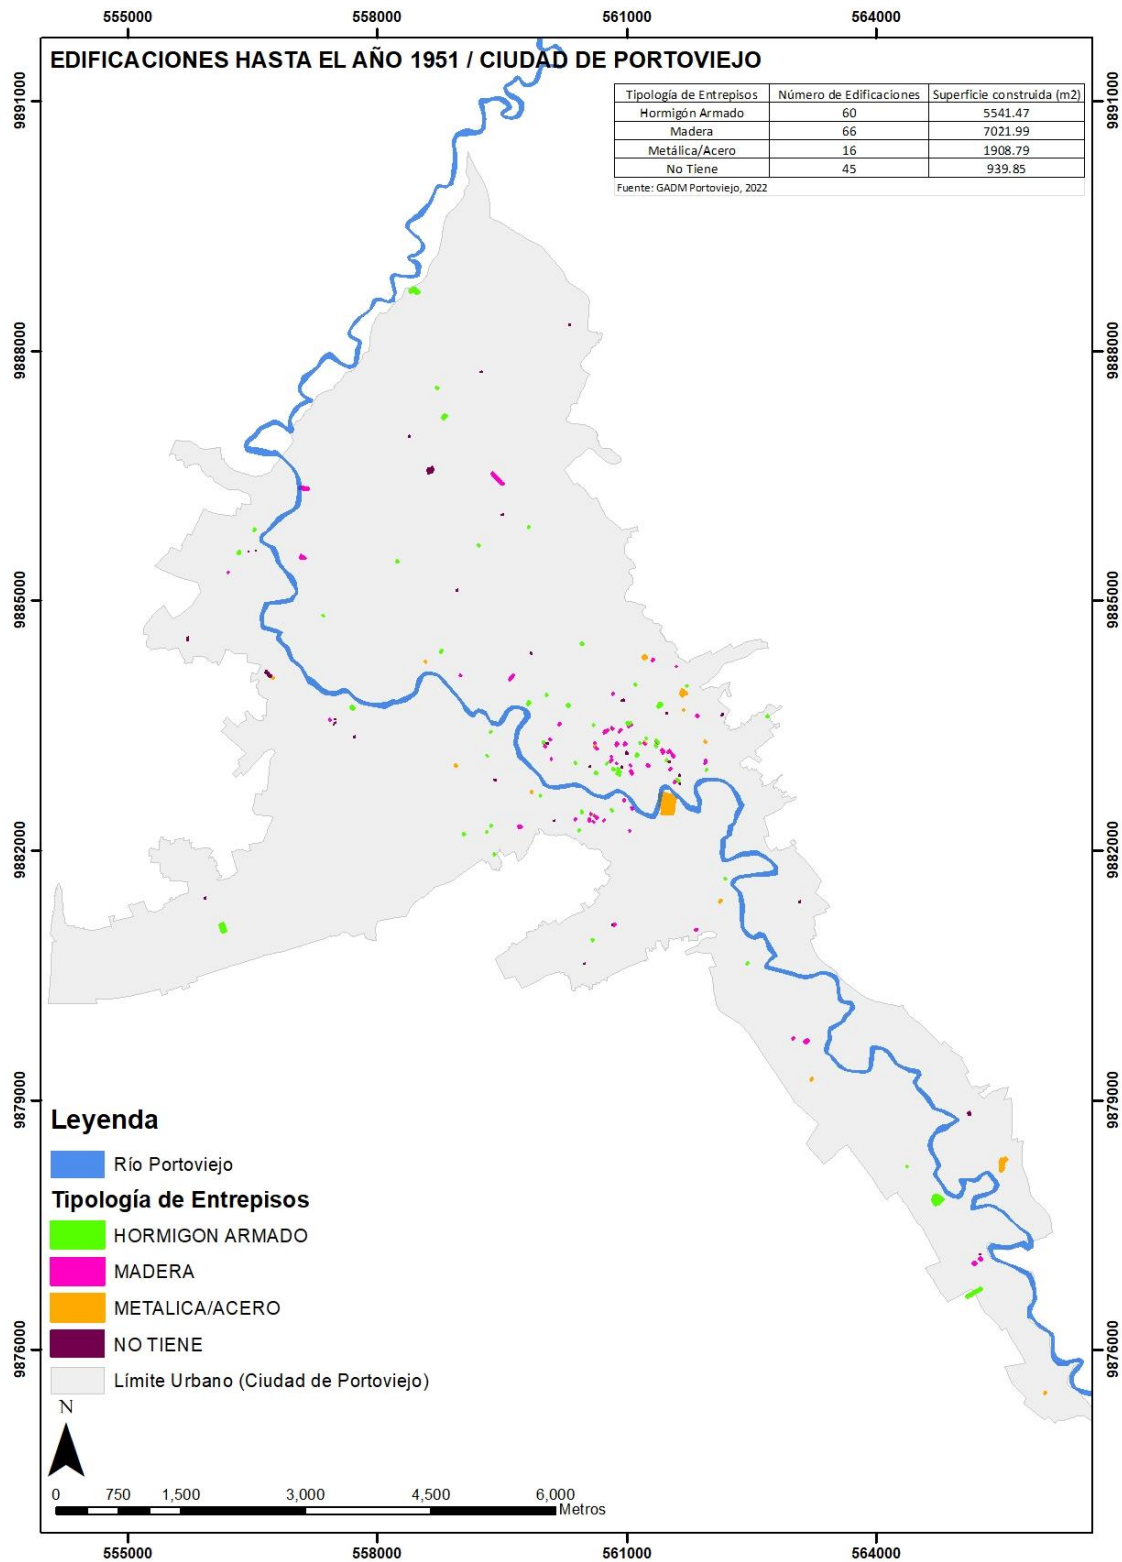 555000 558000 561000 564000
EDIFICACIONES HASTA EL AÑO 1951 / CIUDAD DE PORTOVIEJO
Tipología de Entrepisos Número de Edificaciones Superficie construida (m2)
Hormigón Armado 60 5541.47
Madera 66 7021.99
Metálica/Acero 16 1908.79
No Tiene 45 939.85
Fuente: GADM Portoviejo, 2022
9891000 9891000
9888000 9888000
9885000 9885000
9882000 9882000
9879000 9879000
9876000 9876000
Leyenda
Río Portoviejo
Tipología de Entrepisos
HORMIGON ARMADO
MADERA
METALICA/ACERO
NO TIENE
Límite Urbano (Ciudad de Portoviejo)
N
0 750 1,500 3,000 4,500 6,000
Metros
555000 558000 561000 564000